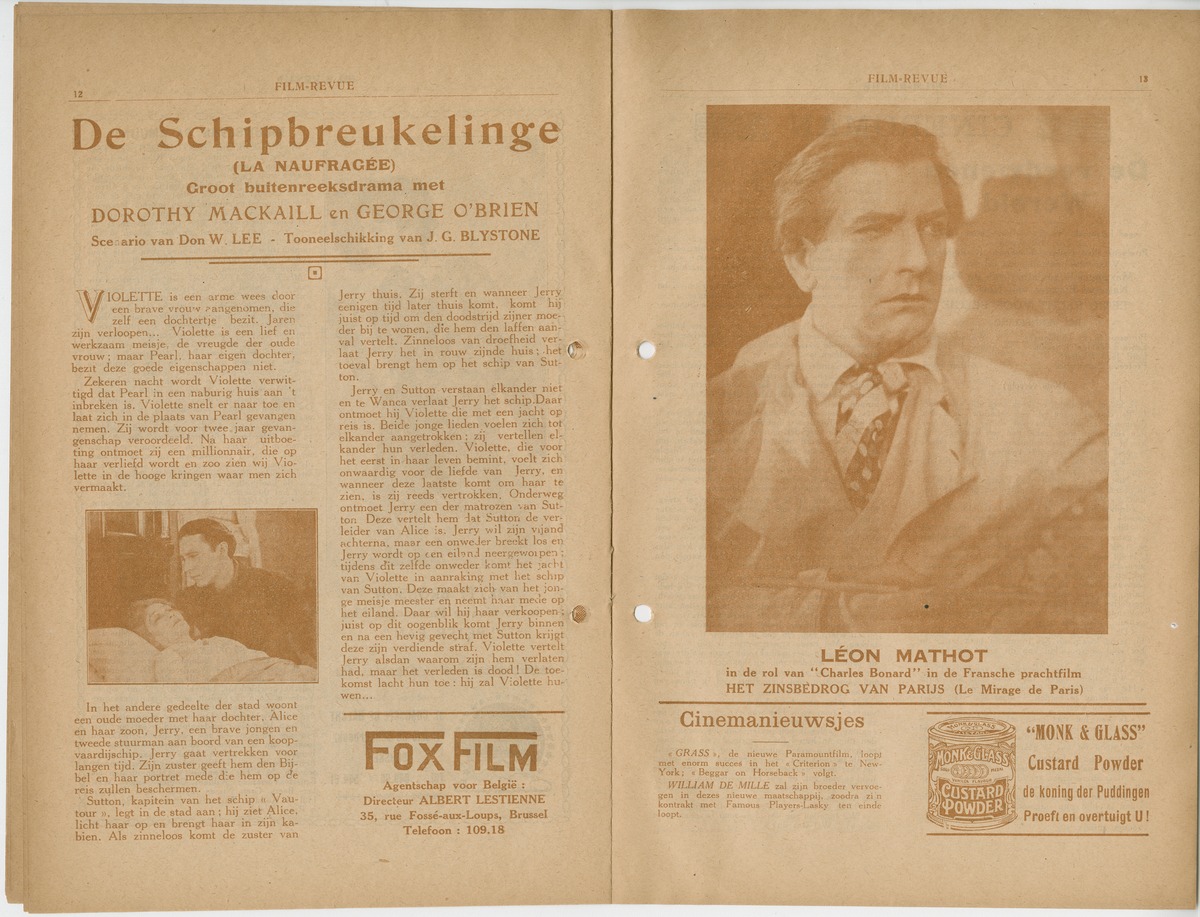 12
FILM-REVUE
De Schipbreukelinge
(LA NAUFRAGÉE)
Groot buitenreeksdrama met
DOROTHY MACKAILL en GEORGE O'BRIEN
Scenario van Don W. LEE - Tooneelschikking van J. G. BLYSTONE
VIOLETTE is een arme wees door
een brave vrouw aangenomen, die
zelf een dochtertje bezit. Jaren
zijn verloopen... Violette is een lief en
werkzaam meisje, de vreugde der oude
vrouw ; maar Pearl, haar eigen dochter,
bezit deze goede eigenschappen niet.
Zekeren nacht wordt Violette verwit-
tigd dat Pearl in een naburig huis aan 't
inbreken is. Violette snelt er naar toe en
laat zich in de plaats van Pearl gevangen
nemen. Zij wordt voor twee jaar gevan-
genschap veroordeeld. Na haar uitboe-
ting ontmoet zij een millionnair, die op
haar verliefd wordt en zoo zien wij Vio-
lette in de hooge kringen waar men zich
vermaakt.
In het andere gedeelte der stad woont
een oude moeder met haar dochter, Alice
en haar zoon, Jerry, een brave jongen en
tweede stuurman aan boord van een koop-
vaardijschip. Jerry gaat vertrekken voor
langen tijd. Zijn zuster geeft hem den Bij-
bel en haar portret mede die hem op de
reis zullen beschermen.
Sutton, kapitein van het schip « Vau-
tour », legt in de stad aan ; hij ziet Alice,
licht haar op en brengt haar in zijn ka-
bien. Als zinneloos komt de zuster van
Jerry thuis. Zij sterft en wanneer Jerry
eenigen tijd later thuis komt, komt hij
juist op tijd om den doodstrijd zijner moe-
der bij te wonen, die hem den laffen aan-
val vertelt. Zinneloos van droefheid ver-
laat Jerry het in rouw zijnde huis ; het
toeval brengt hem op het schip van Sut-
ton.
Jerry en Sutton verstaan elkander niet
en te Wanca verlaat Jerry het schip.Daar
ontmoet hij Violette die met een jacht op
reis is. Beide jonge lieden voelen zich tot
elkander aangetrokken ; zij vertellen el-
kander hun verleden. Violette, die voor
het eerst in haar leven bemint, voelt zich
onwaardig voor de liefde van Jerry, en
wanneer deze laatste komt om haar te
zien, is zij reeds vertrokken. Onderweg
ontmoet Jerry een der matrozen van Sut-
ton Deze vertelt hem dat Sutton de ver-
leider van Alice is. Jerry wil zijn vijand
achterna, maar een onweder breekt los en
Jerry wordt op een eiland neergeworpen ;
tijdens dit zelfde onweder komt het jacht
van Violette in aanraking met het schip
van Sutton. Deze maakt zich van het jon-
ge meisje meester en neemt haar mede op
het eiland. Daar wil hij haar verkoopen ;
juist op dit oogenblik komt Jerry binnen
en na een hevig gevecht met Sutton krijgt
deze zijn verdiende straf. Violette vertelt
Jerry alsdan waarom zijn hem verlaten
had, maar het verleden is dood ! De toe-
komst lacht hun toe : hij zal Violette hu-
wen...
FOX FILM
Agentschap voor België :
Directeur ALBERT LESTIENNE
35, rue Fossé-aux-Loups, Brussel
Telefoon : 109.18
FILM-REVUE
13
LÉON MATHOT
in de rol van "Charles Bonard" in de Fransche prachtfilm
HET ZINSBEDROG VAN PARIJS (Le Mirage de Paris)
Cinemanieuwsjes
« GRASS », de nieuwe Paramountfilm, loopt
met enorm succes in het « Criterion » te New-
York ; « Beggar on Horseback » volgt.
WILLIAM DE MILLE zal zijn broeder vervoe-
gen in dezes nieuwe maatschappij, zoodra zijn
kontrakt met Famous Players-Lasky ten einde
loopt.
MONK & GLASS
CUSTARD
POWDER
"MONK & GLASS"
Custard Powder
de koning der Puddingen
Proeft en overtuigt U !